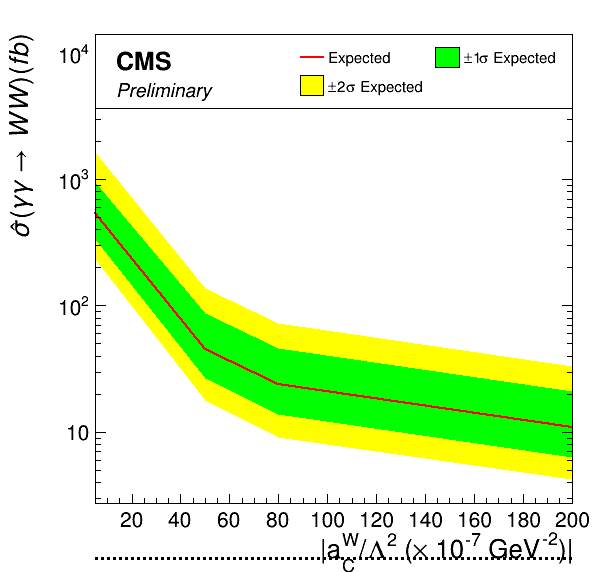 CMS
Preliminary
Expected
±1σ Expected
±2σ Expected
σ̂(γγ → WW)(fb)
10⁴
10³
10²
10
20 40 60 80 100 120 140 160 180 200
|a_C^W/Λ² (× 10⁻⁷ GeV⁻²)|